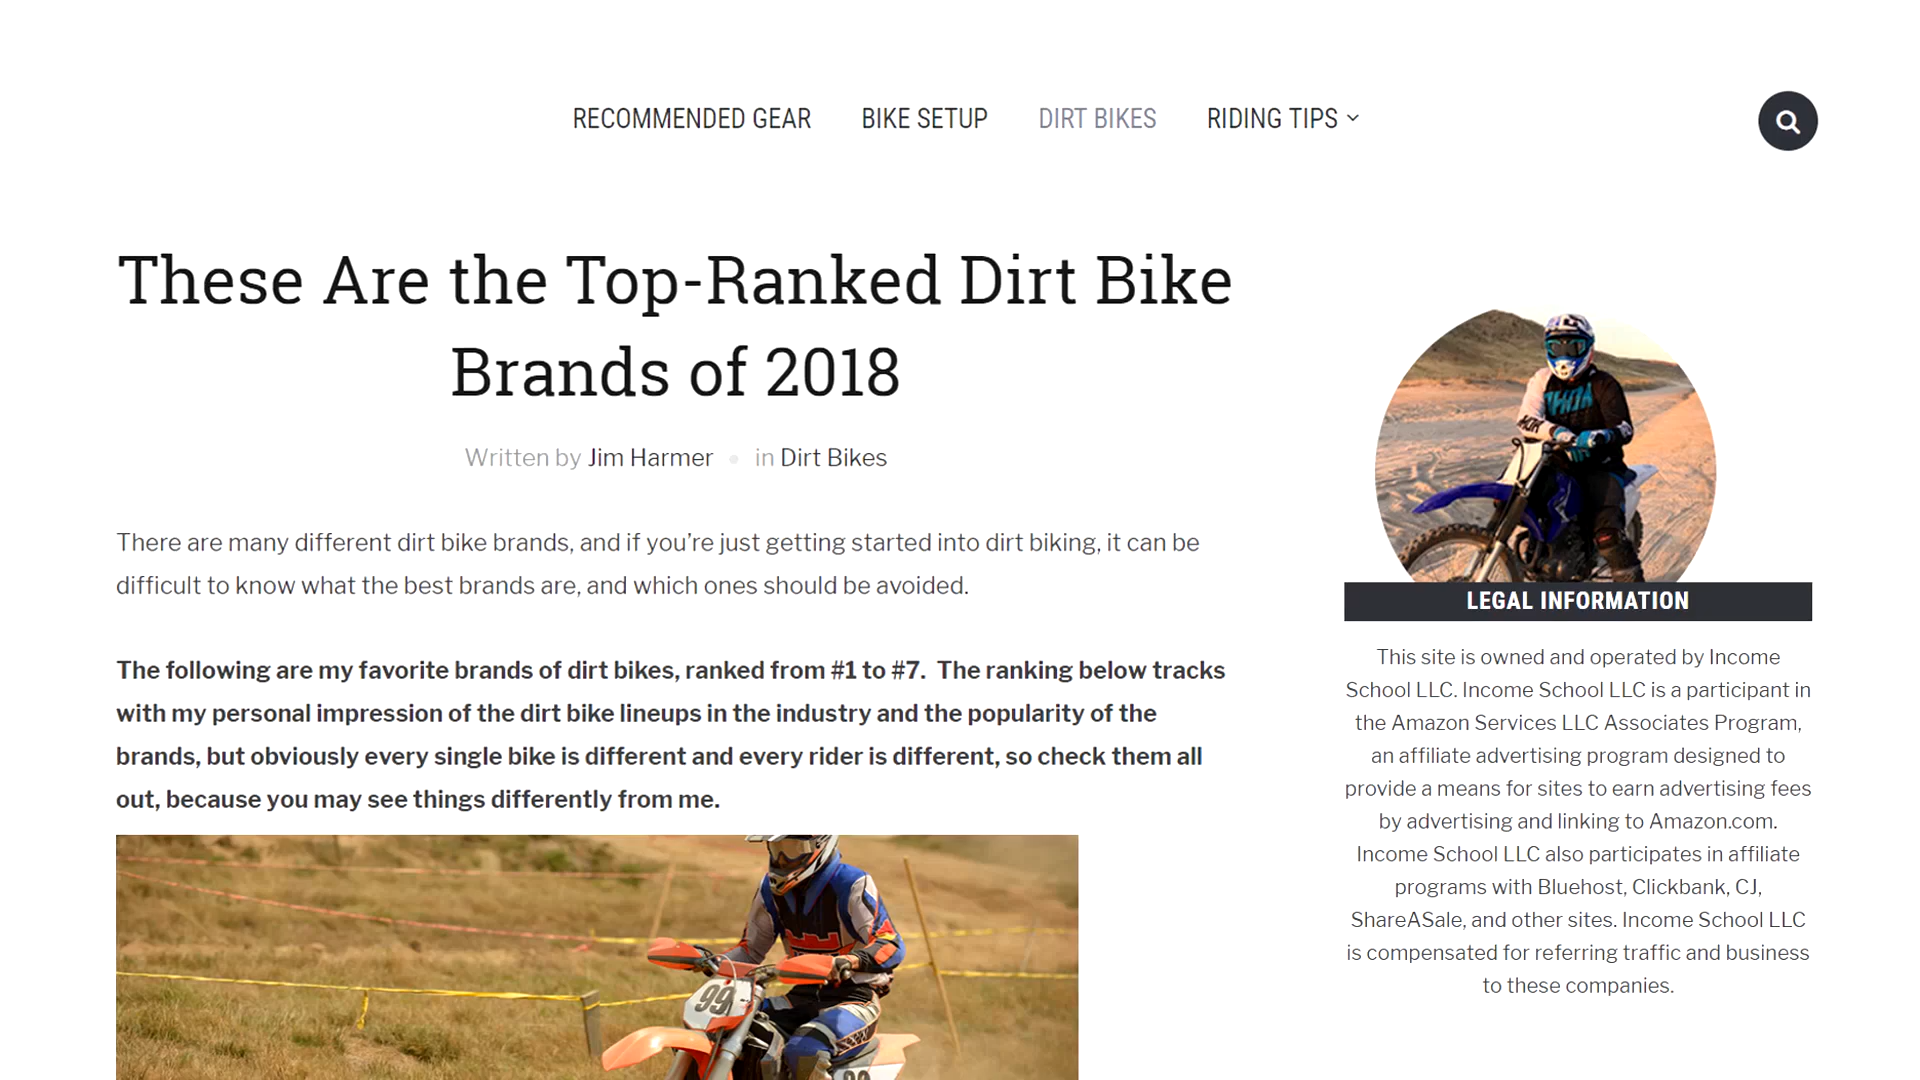 RECOMMENDED GEAR BIKE SETUP DIRT BIKES RIDING TIPS
These Are the Top-Ranked Dirt Bike
Brands of 2018
Written by Jim Harmer • in Dirt Bikes
There are many different dirt bike brands, and if you’re just getting started into dirt biking, it can be
difficult to know what the best brands are, and which ones should be avoided.
The following are my favorite brands of dirt bikes, ranked from #1 to #7. The ranking below tracks
with my personal impression of the dirt bike lineups in the industry and the popularity of the
brands, but obviously every single bike is different and every rider is different, so check them all
out, because you may see things differently from me.
99
LEGAL INFORMATION
This site is owned and operated by Income
School LLC. Income School LLC is a participant in
the Amazon Services LLC Associates Program,
an affiliate advertising program designed to
provide a means for sites to earn advertising fees
by advertising and linking to Amazon.com.
Income School LLC also participates in affiliate
programs with Bluehost, Clickbank, CJ,
ShareASale, and other sites. Income School LLC
is compensated for referring traffic and business
to these companies.